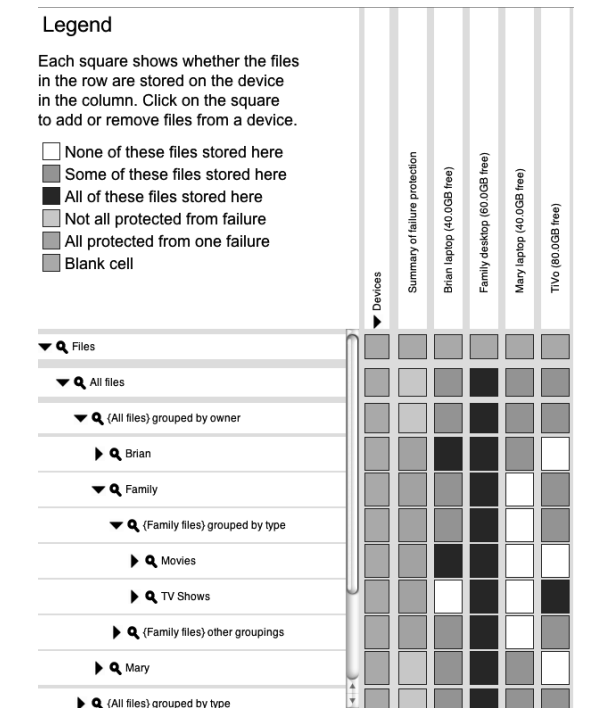 Legend
Each square shows whether the files
in the row are stored on the device
in the column. Click on the square
to add or remove files from a device.
None of these files stored here
Some of these files stored here
All of these files stored here
Not all protected from failure
All protected from one failure
Blank cell
Devices
Summary of failure protection
Brian laptop (40.0GB free)
Family desktop (60.0GB free)
Mary laptop (40.0GB free)
TiVo (80.0GB free)
Files
All files
{All files} grouped by owner
Brian
Family
{Family files} grouped by type
Movies
TV Shows
{Family files} other groupings
Mary
{All files} grouped by type